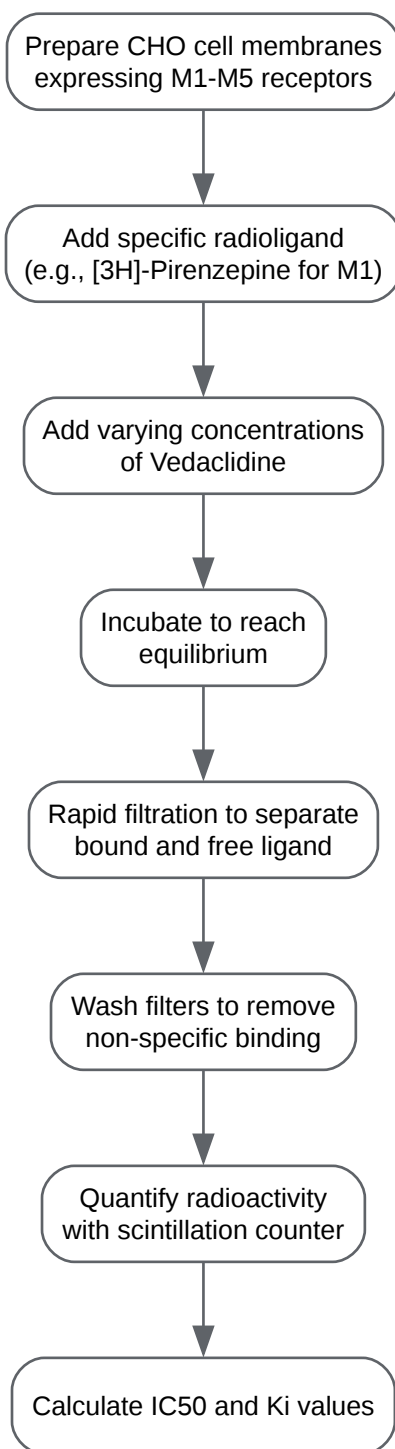 Prepare CHO cell membranes
expressing M1-M5 receptors
Add specific radioligand
(e.g., [3H]-Pirenzepine for M1)
Add varying concentrations
of Vedaclidine
Incubate to reach
equilibrium
Rapid filtration to separate
bound and free ligand
Wash filters to remove
non-specific binding
Quantify radioactivity
with scintillation counter
Calculate IC50 and Ki values